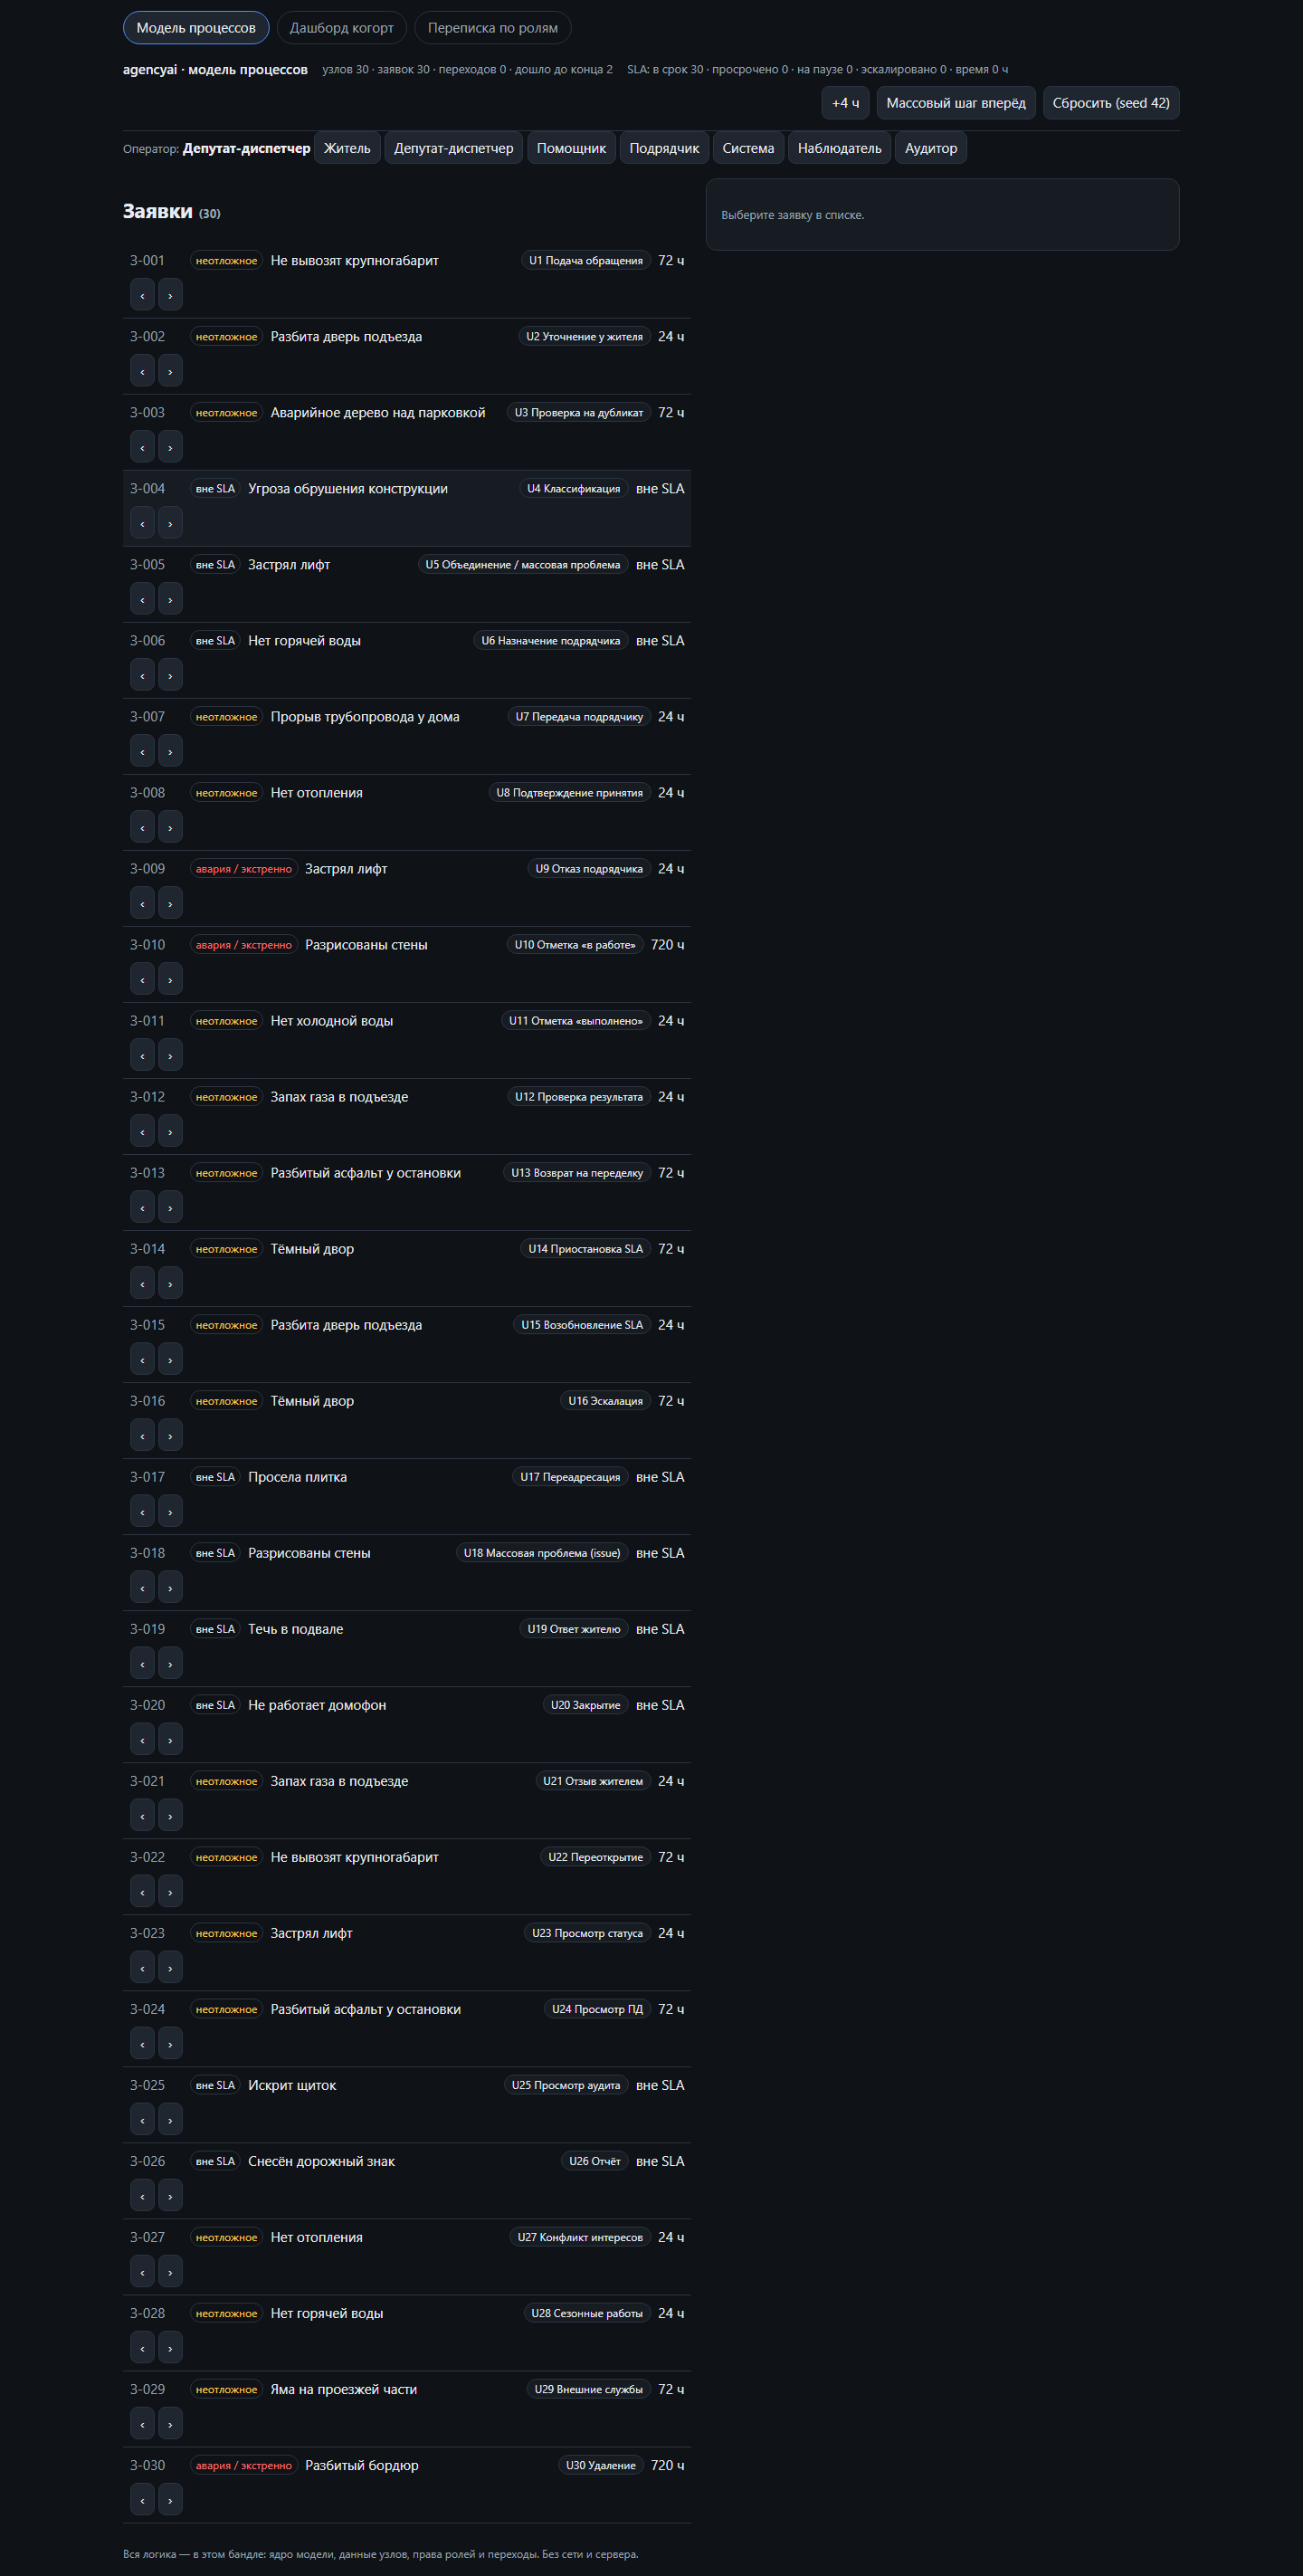 Модель процессов Дашборд когорт Переписка по ролям
agencyai · модель процессов узлов 30 · заявок 30 · переходов 0 · дошло до конца 2 SLA: в срок 30 · просрочено 0 · на паузе 0 · эскалировано 0 · время 0 ч
+4 ч Массовый шаг вперёд Сбросить (seed 42)
Оператор: Депутат-диспетчер Житель Депутат-диспетчер Помощник Подрядчик Система Наблюдатель Аудитор
Заявки (30)
Выберите заявку в списке.
З-001 неотложное Не вывозят крупногабарит U1 Подача обращения 72 ч
‹ ›
З-002 неотложное Разбита дверь подъезда U2 Уточнение у жителя 24 ч
‹ ›
З-003 неотложное Аварийное дерево над парковкой U3 Проверка на дубликат 72 ч
‹ ›
З-004 вне SLA Угроза обрушения конструкции U4 Классификация вне SLA
‹ ›
З-005 вне SLA Застрял лифт U5 Объединение / массовая проблема вне SLA
‹ ›
З-006 вне SLA Нет горячей воды U6 Назначение подрядчика вне SLA
‹ ›
З-007 неотложное Прорыв трубопровода у дома U7 Передача подрядчику 24 ч
‹ ›
З-008 неотложное Нет отопления U8 Подтверждение принятия 24 ч
‹ ›
З-009 авария / экстренно Застрял лифт U9 Отказ подрядчика 24 ч
‹ ›
З-010 авария / экстренно Разрисованы стены U10 Отметка «в работе» 720 ч
‹ ›
З-011 неотложное Нет холодной воды U11 Отметка «выполнено» 24 ч
‹ ›
З-012 неотложное Запах газа в подъезде U12 Проверка результата 24 ч
‹ ›
З-013 неотложное Разбитый асфальт у остановки U13 Возврат на переделку 72 ч
‹ ›
З-014 неотложное Тёмный двор U14 Приостановка SLA 72 ч
‹ ›
З-015 неотложное Разбита дверь подъезда U15 Возобновление SLA 24 ч
‹ ›
З-016 неотложное Тёмный двор U16 Эскалация 72 ч
‹ ›
З-017 вне SLA Просела плитка U17 Переадресация вне SLA
‹ ›
З-018 вне SLA Разрисованы стены U18 Массовая проблема (issue) вне SLA
‹ ›
З-019 вне SLA Течь в подвале U19 Ответ жителю вне SLA
‹ ›
З-020 вне SLA Не работает домофон U20 Закрытие вне SLA
‹ ›
З-021 неотложное Запах газа в подъезде U21 Отзыв жителем 24 ч
‹ ›
З-022 неотложное Не вывозят крупногабарит U22 Переоткрытие 72 ч
‹ ›
З-023 неотложное Застрял лифт U23 Просмотр статуса 24 ч
‹ ›
З-024 неотложное Разбитый асфальт у остановки U24 Просмотр ПД 72 ч
‹ ›
З-025 вне SLA Искрит щиток U25 Просмотр аудита вне SLA
‹ ›
З-026 вне SLA Снесён дорожный знак U26 Отчёт вне SLA
‹ ›
З-027 неотложное Нет отопления U27 Конфликт интересов 24 ч
‹ ›
З-028 неотложное Нет горячей воды U28 Сезонные работы 24 ч
‹ ›
З-029 неотложное Яма на проезжей части U29 Внешние службы 72 ч
‹ ›
З-030 авария / экстренно Разбитый бордюр U30 Удаление 720 ч
‹ ›
Вся логика — в этом бандле: ядро модели, данные узлов, права ролей и переходы. Без сети и сервера.